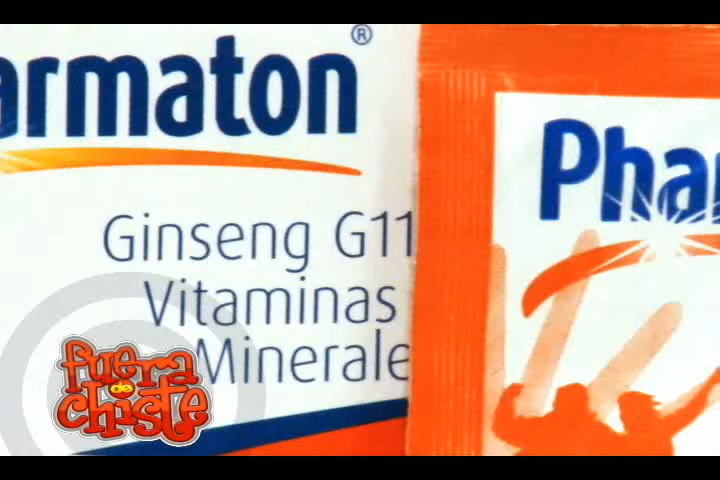 armaton®
Ginseng G11
Vitaminas
Minerale
Phar
fuera
de
chiste